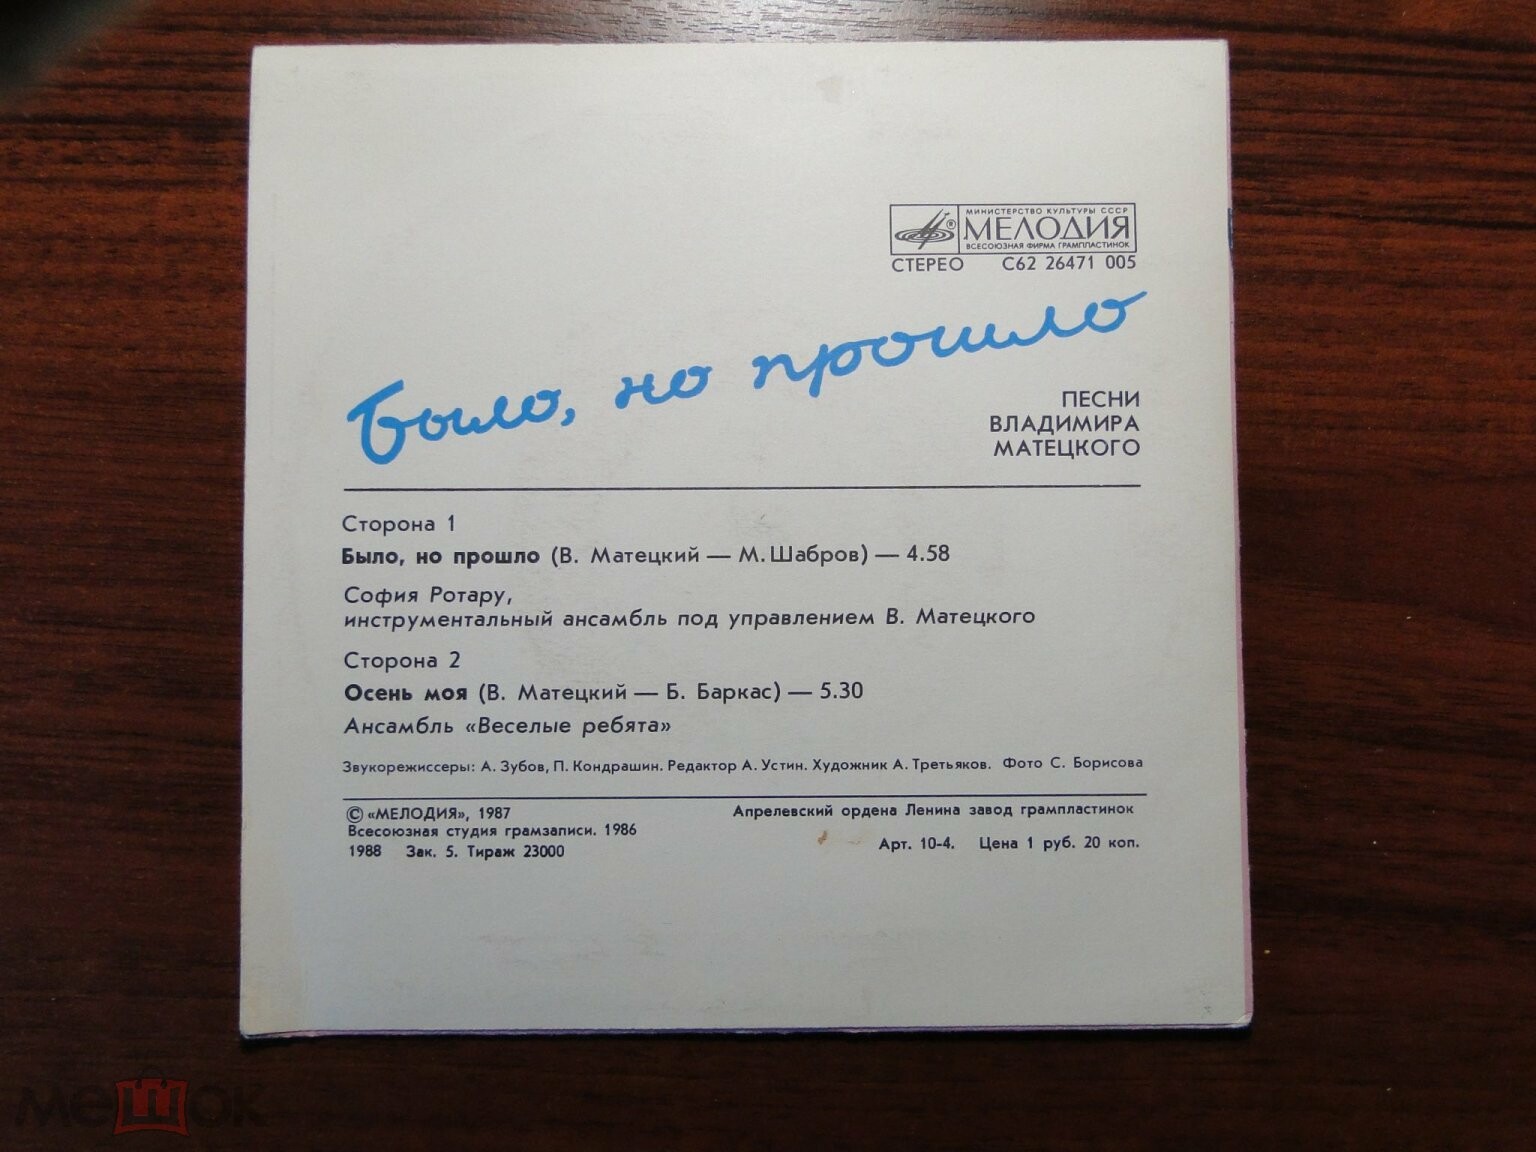 МИНИСТЕРСТВО КУЛЬТУРЫ СССР
МЕЛОДИЯ
ВСЕСОЮЗНАЯ ФИРМА ГРАМПЛАСТИНОК
СТЕРЕО С62 26471 005
Было, но прошло
ПЕСНИ
ВЛАДИМИРА
МАТЕЦКОГО
Сторона 1
Было, но прошло (В. Матецкий — М. Шабров) — 4.58
София Ротару,
инструментальный ансамбль под управлением В. Матецкого
Сторона 2
Осень моя (В. Матецкий — Б. Баркас) — 5.30
Ансамбль «Веселые ребята»
Звукорежиссеры: А. Зубов, П. Кондрашин. Редактор А. Устин. Художник А. Третьяков. Фото С. Борисова
© «МЕЛОДИЯ», 1987 Апрелевский ордена Ленина завод грампластинок
Всесоюзная студия грамзаписи. 1986
1988 Зак. 5. Тираж 23000 Арт. 10-4. Цена 1 руб. 20 коп.
мешок